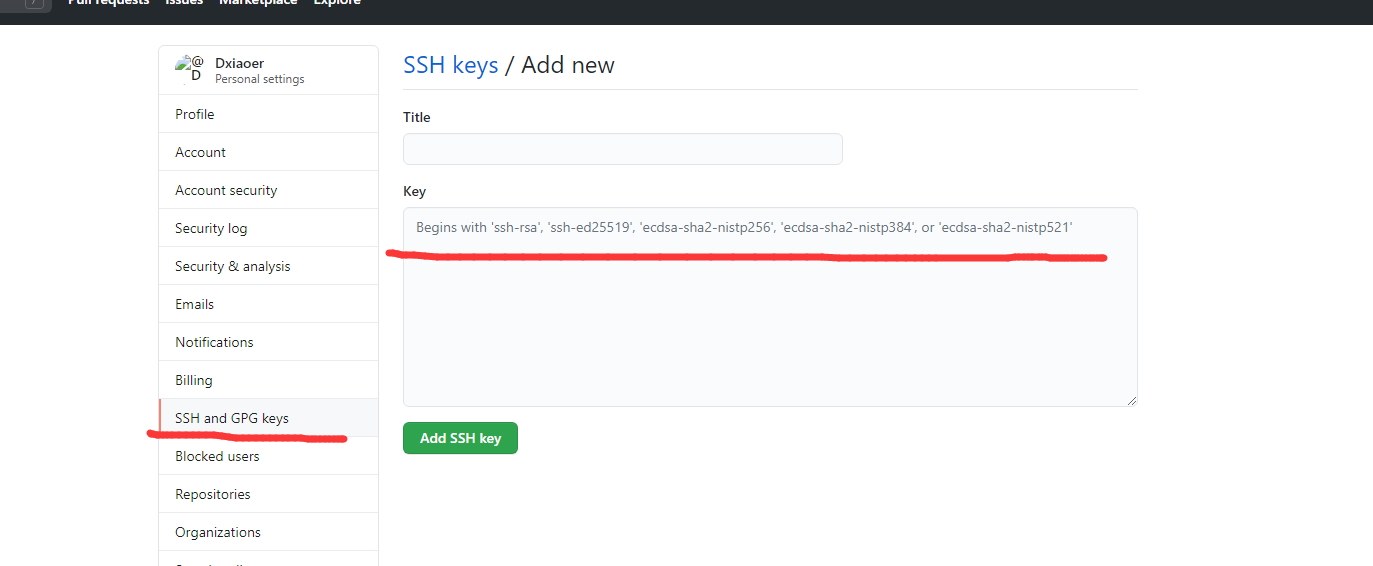 / Pull requests Issues Marketplace Explore
@D
Dxiaoer
Personal settings
Profile
Account
Account security
Security log
Security & analysis
Emails
Notifications
Billing
SSH and GPG keys
Blocked users
Repositories
Organizations
SSH keys / Add new
Title
Key
Begins with 'ssh-rsa', 'ssh-ed25519', 'ecdsa-sha2-nistp256', 'ecdsa-sha2-nistp384', or 'ecdsa-sha2-nistp521'
Add SSH key